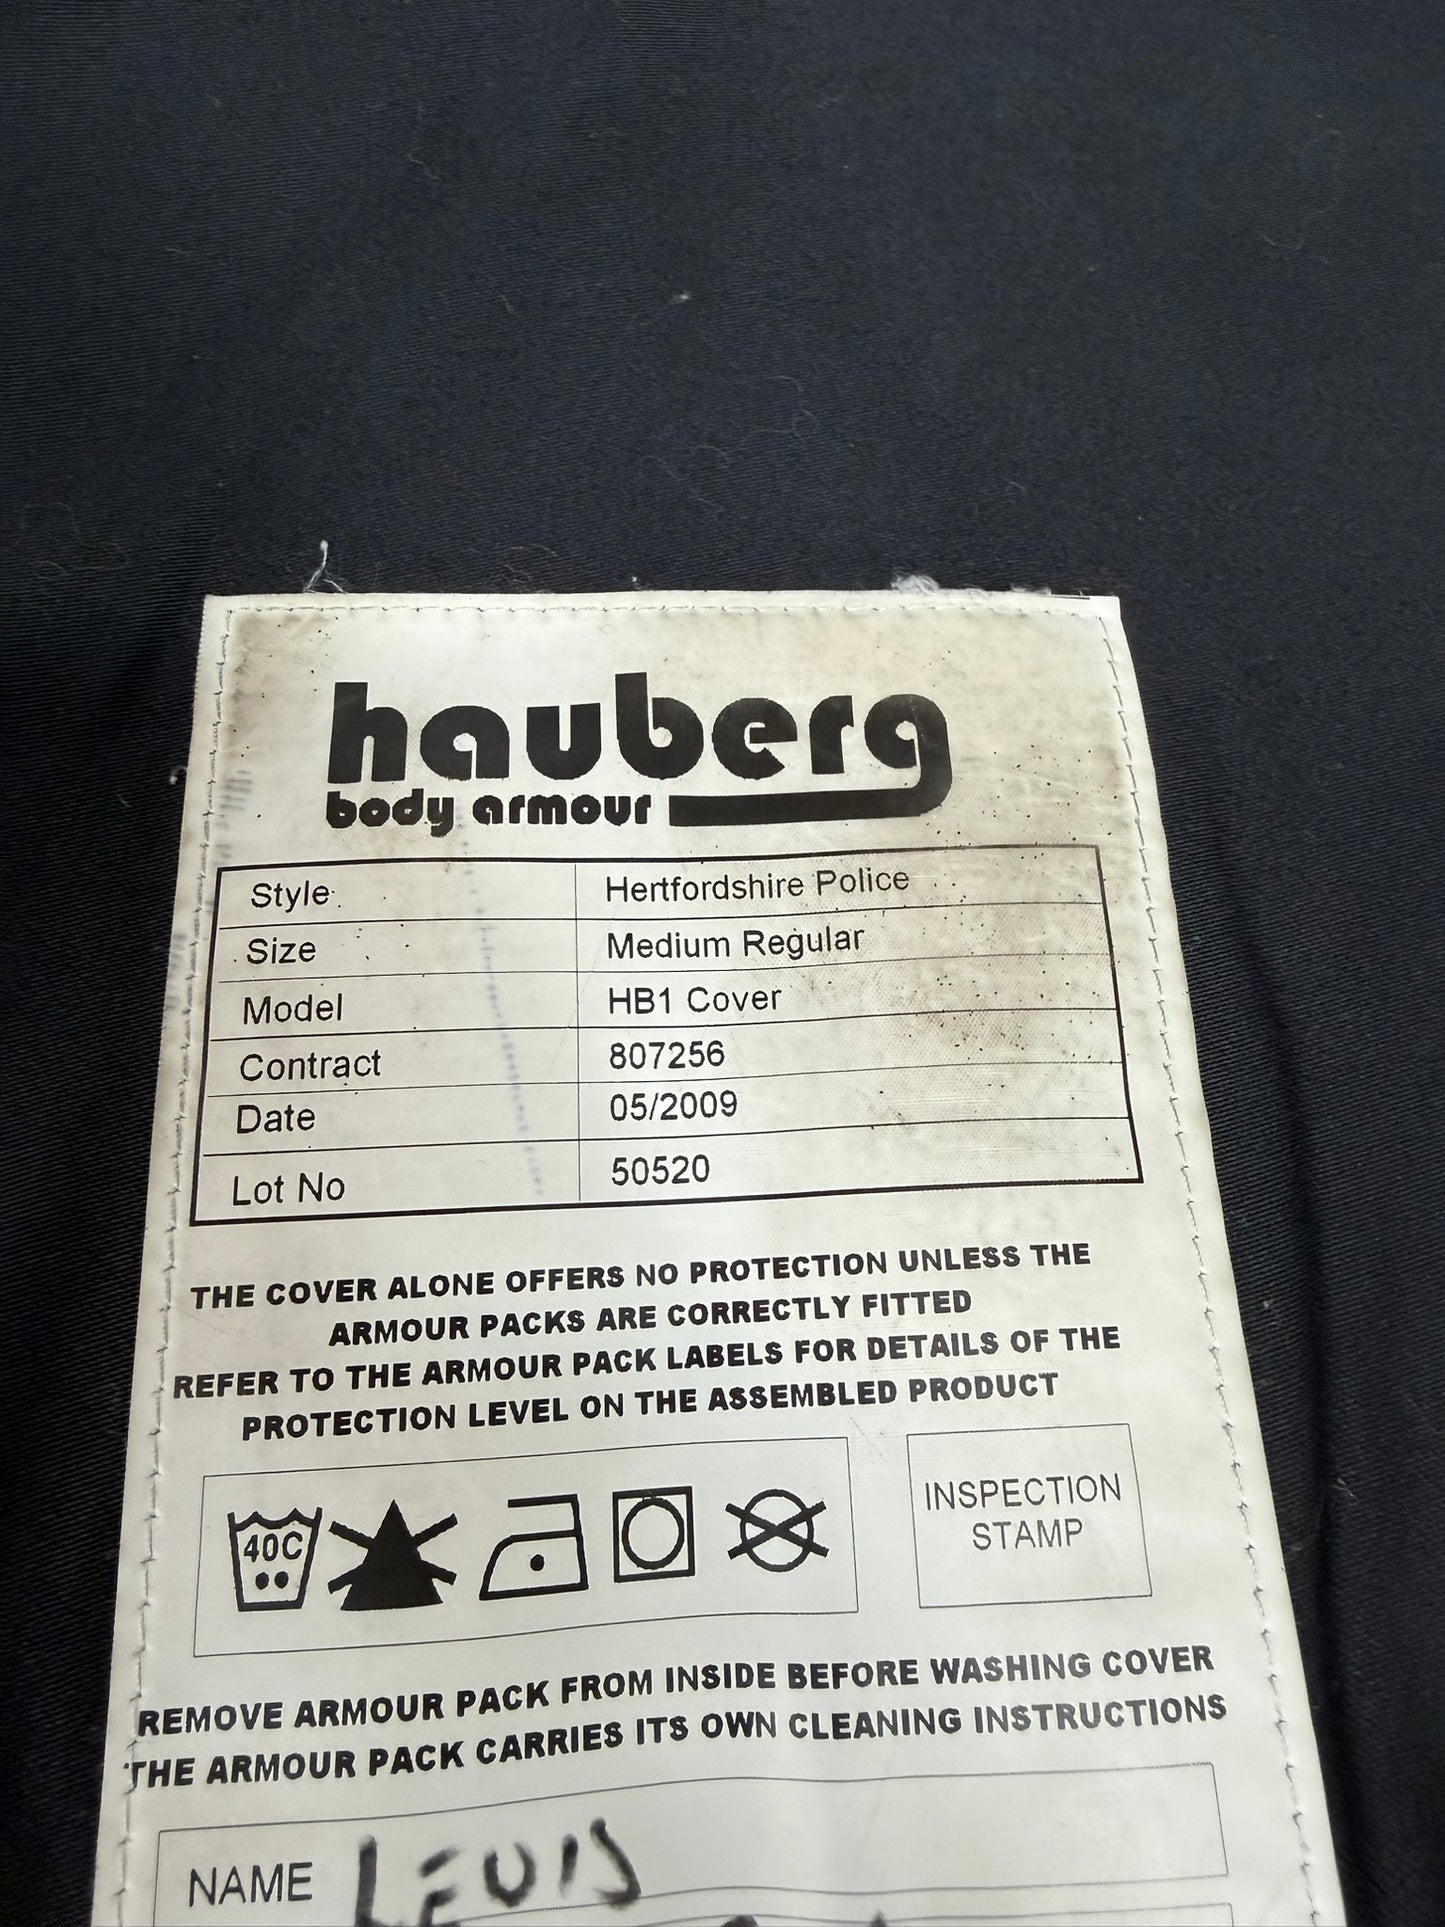 hauberg
body armour
Style Hertfordshire Police
Size Medium Regular
Model HB1 Cover
Contract 807256
Date 05/2009
Lot No 50520
THE COVER ALONE OFFERS NO PROTECTION UNLESS THE
ARMOUR PACKS ARE CORRECTLY FITTED
REFER TO THE ARMOUR PACK LABELS FOR DETAILS OF THE
PROTECTION LEVEL ON THE ASSEMBLED PRODUCT
40C
INSPECTION
STAMP
REMOVE ARMOUR PACK FROM INSIDE BEFORE WASHING COVER
THE ARMOUR PACK CARRIES ITS OWN CLEANING INSTRUCTIONS
NAME LEWIS